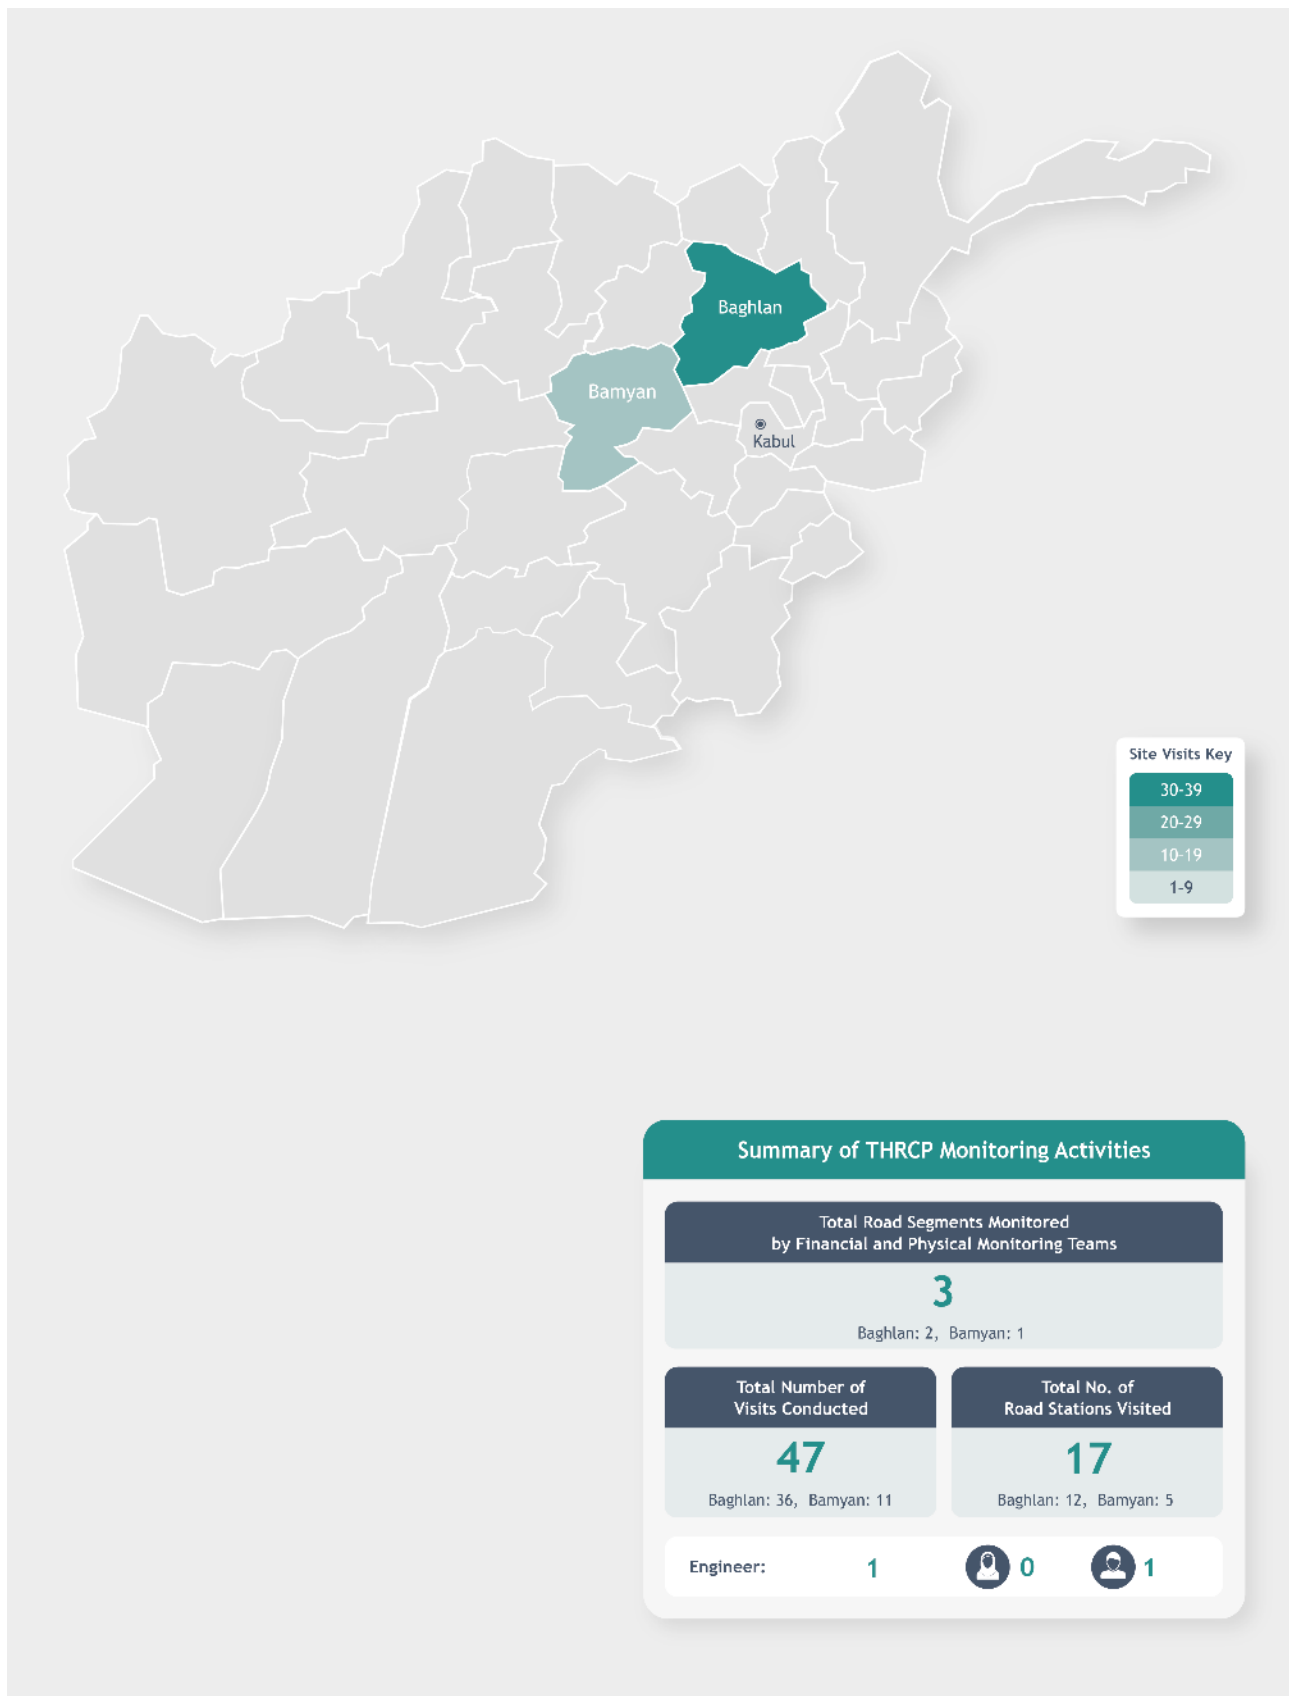 Baghlan
Bamyan
Kabul
Site Visits Key
30-39
20-29
10-19
1-9
Summary of THRCP Monitoring Activities
Total Road Segments Monitored
by Financial and Physical Monitoring Teams
3
Baghlan: 2, Bamyan: 1
Total Number of
Visits Conducted
47
Baghlan: 36, Bamyan: 11
Total No. of
Road Stations Visited
17
Baghlan: 12, Bamyan: 5
Engineer: 1 0 1